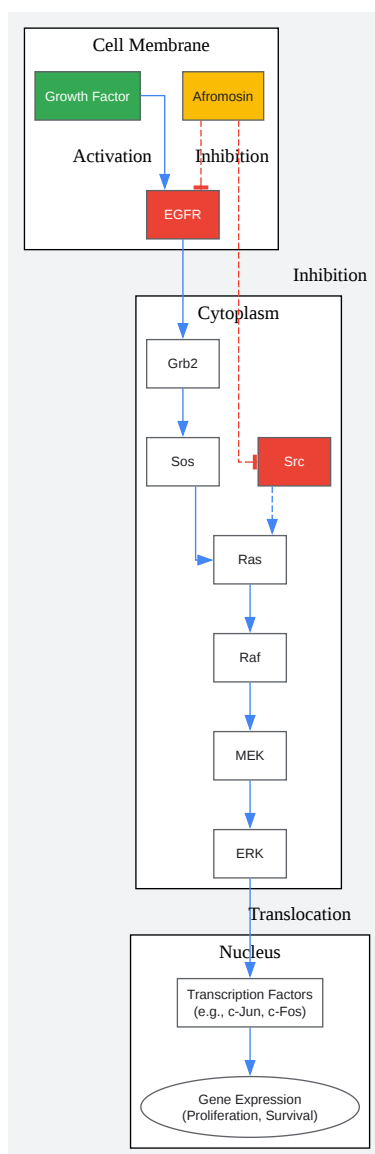 Cell Membrane
Growth Factor
Afromosin
Activation
Inhibition
EGFR
Inhibition
Cytoplasm
Grb2
Sos
Src
Ras
Raf
MEK
ERK
Translocation
Nucleus
Transcription Factors
(e.g., c-Jun, c-Fos)
Gene Expression
(Proliferation, Survival)